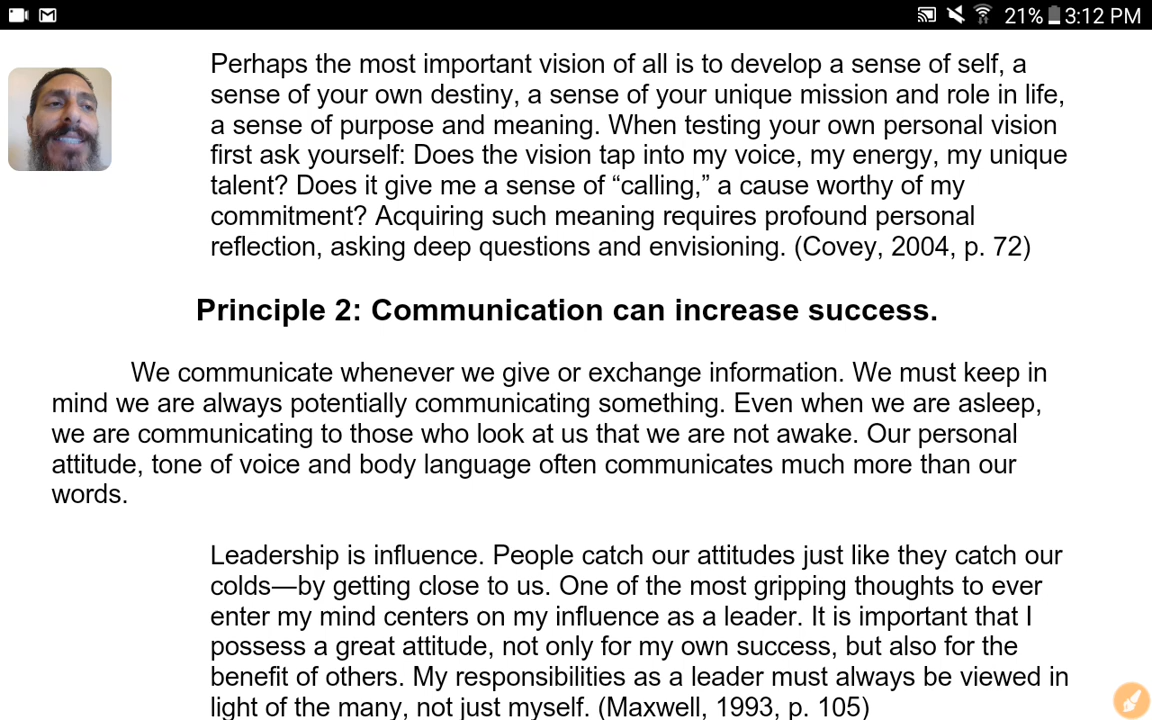 21% 3:12 PM
Perhaps the most important vision of all is to develop a sense of self, a
sense of your own destiny, a sense of your unique mission and role in life,
a sense of purpose and meaning. When testing your own personal vision
first ask yourself: Does the vision tap into my voice, my energy, my unique
talent? Does it give me a sense of “calling,” a cause worthy of my
commitment? Acquiring such meaning requires profound personal
reflection, asking deep questions and envisioning. (Covey, 2004, p. 72)
Principle 2: Communication can increase success.
We communicate whenever we give or exchange information. We must keep in
mind we are always potentially communicating something. Even when we are asleep,
we are communicating to those who look at us that we are not awake. Our personal
attitude, tone of voice and body language often communicates much more than our
words.
Leadership is influence. People catch our attitudes just like they catch our
colds—by getting close to us. One of the most gripping thoughts to ever
enter my mind centers on my influence as a leader. It is important that I
possess a great attitude, not only for my own success, but also for the
benefit of others. My responsibilities as a leader must always be viewed in
light of the many, not just myself. (Maxwell, 1993, p. 105)